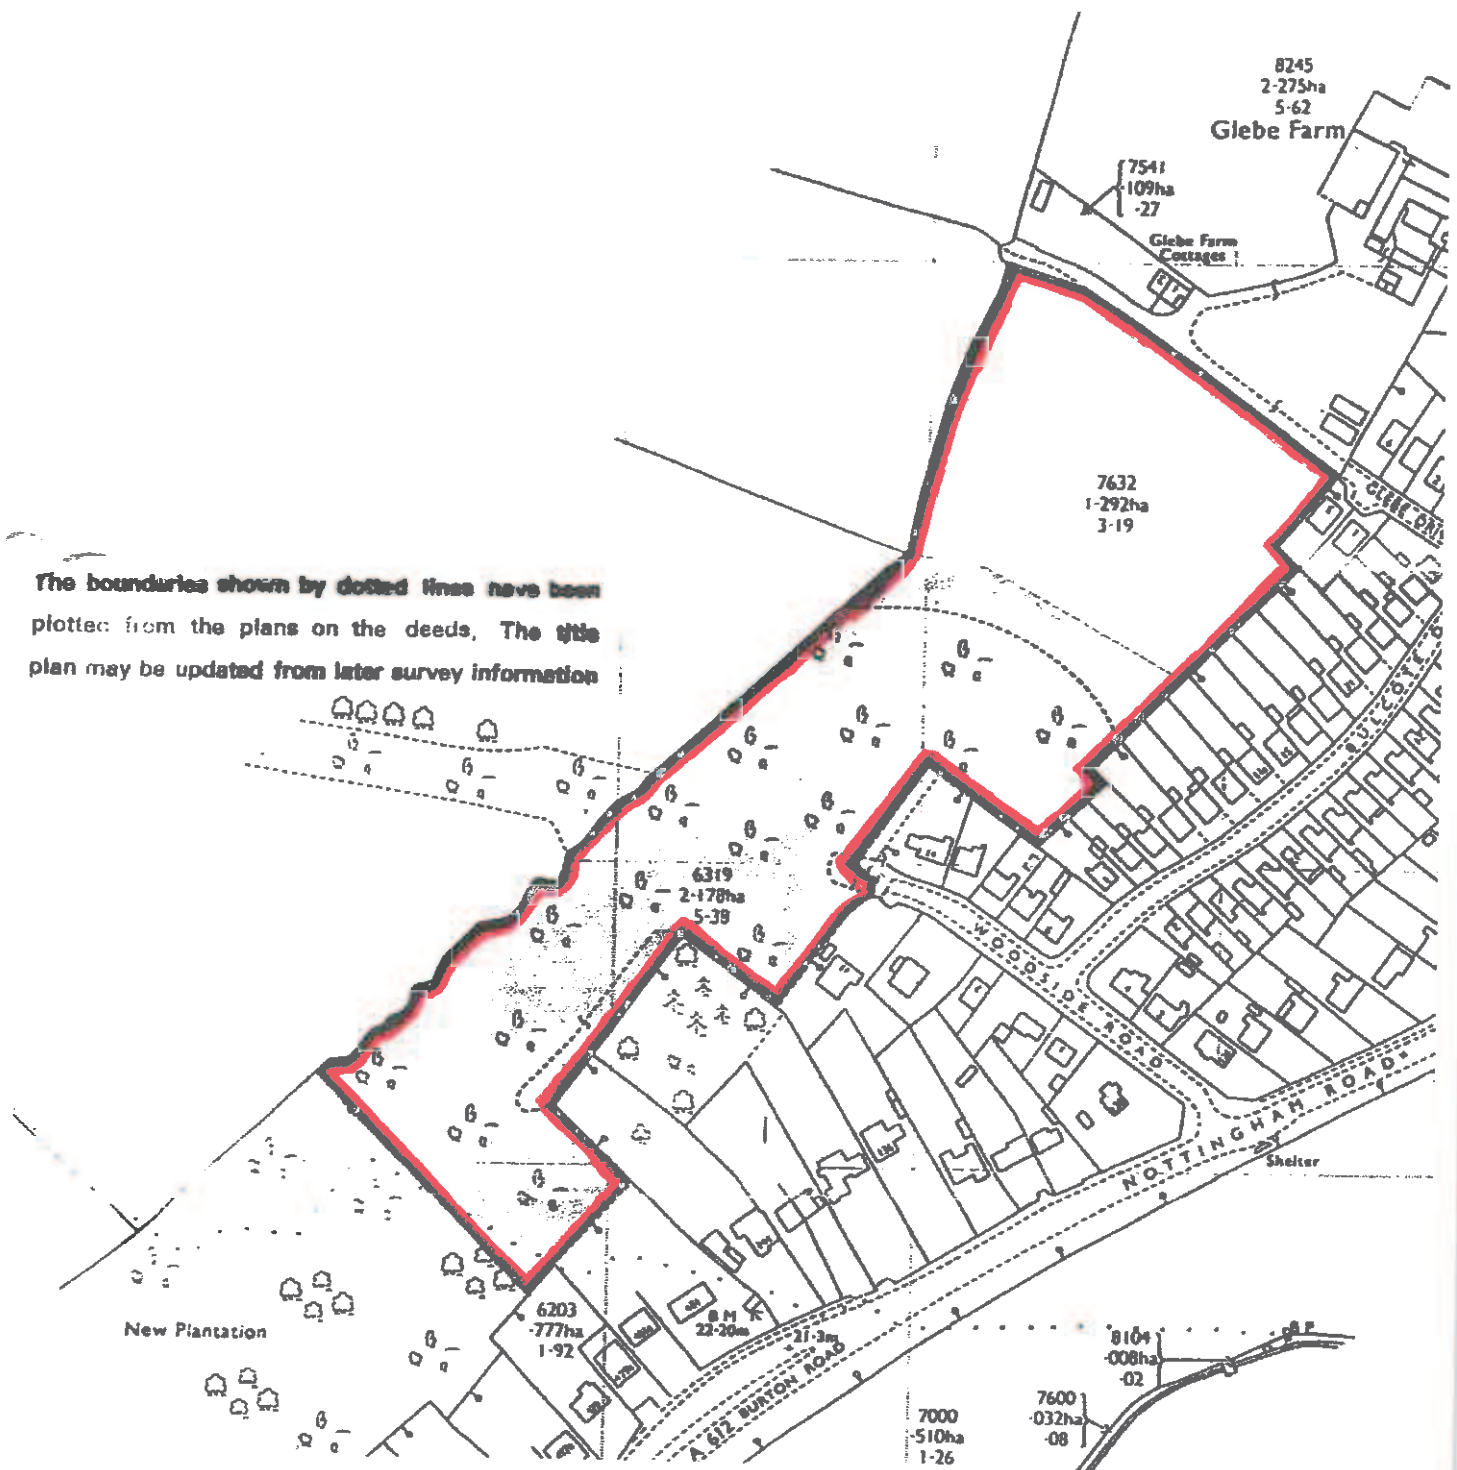 8245
2·275ha
5·62
Glebe Farm
7541
·109ha
·27
Glebe Farm
Cottages
7632
1·292ha
3·19
GLEBE DRIV
The boundaries shown by dotted lines have been
plotted from the plans on the deeds. The title
plan may be updated from later survey information
BULCOTE
6319
2·178ha
5·38
WOODSIDE ROAD
NOTTINGHAM ROAD
Shelter
New Plantation
6203
·777ha
1·92
B M
22·20m
21·3m
A 612 BURTON ROAD
8104
·008ha
·02
7600
·032ha
·08
7000
·510ha
1·26